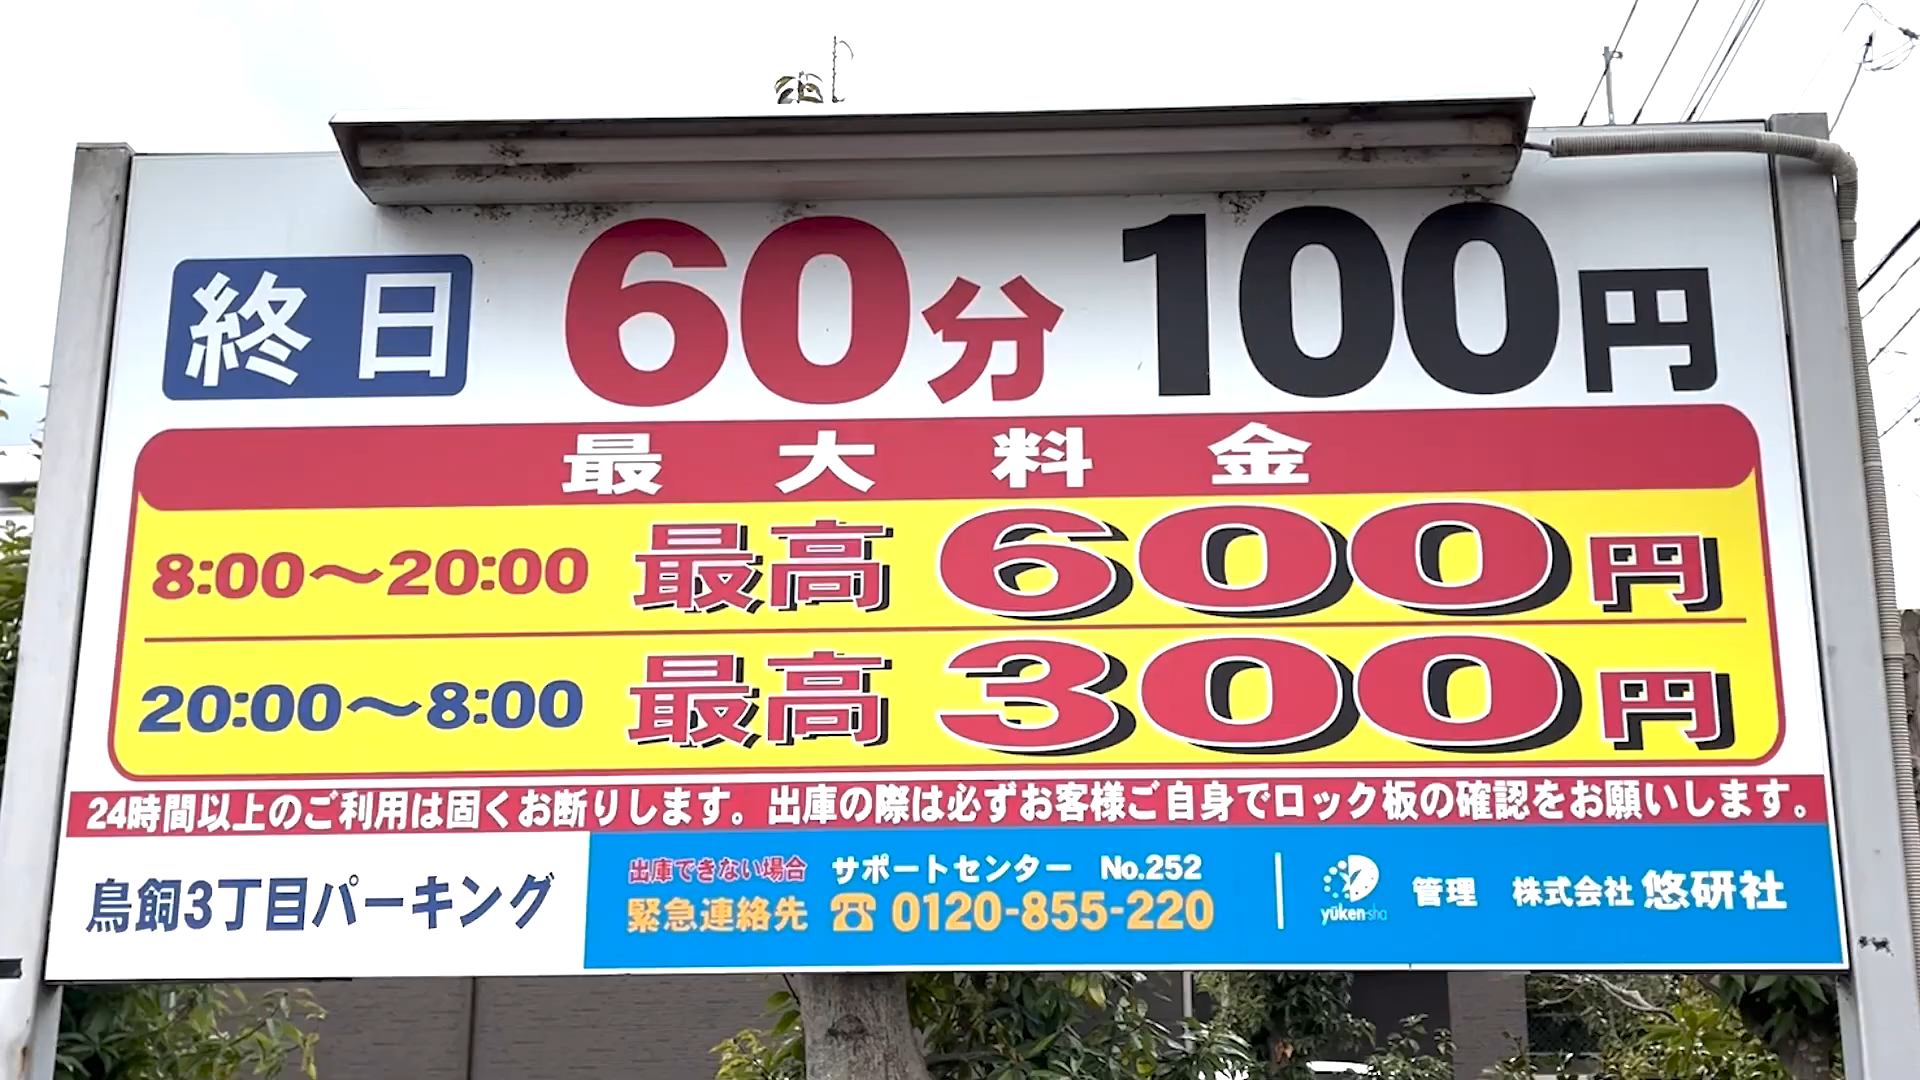 終日 60分 100円
最大料金
8:00～20:00 最高 600円
20:00～8:00 最高 300円
24時間以上のご利用は固くお断りします。出庫の際は必ずお客様ご自身でロック板の確認をお願いします。
鳥飼3丁目パーキング
出庫できない場合 サポートセンター No.252
緊急連絡先 ☎ 0120-855-220
yūken-sha
管理 株式会社 悠研社